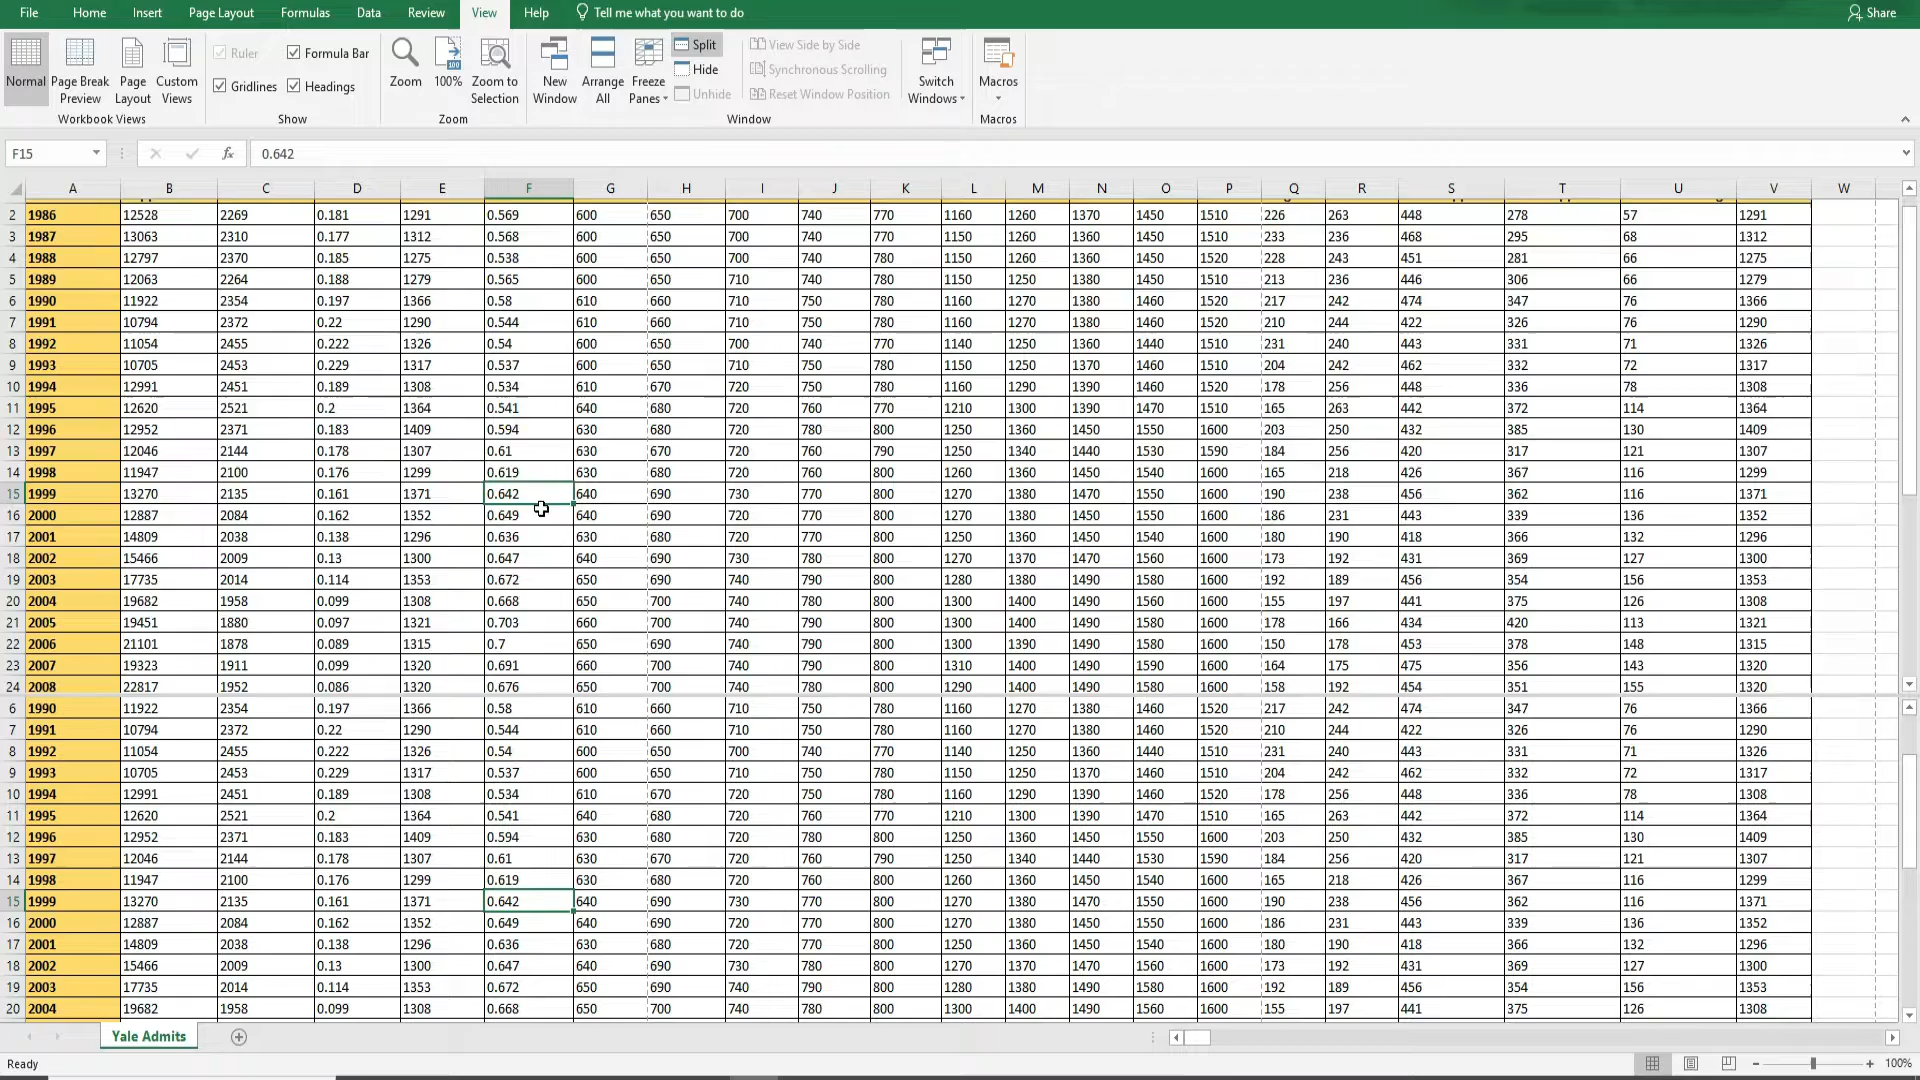 File Home Insert Page Layout Formulas Data Review View Help Tell me what you want to do Share
Normal Page Break Preview Page Layout Custom Views
Workbook Views
Ruler Formula Bar
Gridlines Headings
Show
Zoom 100% Zoom to Selection
Zoom
New Window Arrange All Freeze Panes
Split
Hide
Unhide
View Side by Side
Synchronous Scrolling
Reset Window Position
Switch Windows
Window
Macros
Macros
F15 fx 0.642
A B C D E F G H I J K L M N O P Q R S T U V W
2 1986 12528 2269 0.181 1291 0.569 600 650 700 740 770 1160 1260 1370 1450 1510 226 263 448 278 57 1291
3 1987 13063 2310 0.177 1312 0.568 600 650 700 740 770 1150 1260 1360 1450 1510 233 236 468 295 68 1312
4 1988 12797 2370 0.185 1275 0.538 600 650 700 740 780 1150 1260 1360 1450 1520 228 243 451 281 66 1275
5 1989 12063 2264 0.188 1279 0.565 600 650 710 740 780 1150 1250 1380 1450 1510 213 236 446 306 66 1279
6 1990 11922 2354 0.197 1366 0.58 610 660 710 750 780 1160 1270 1380 1460 1520 217 242 474 347 76 1366
7 1991 10794 2372 0.22 1290 0.544 610 660 710 750 780 1160 1270 1380 1460 1520 210 244 422 326 76 1290
8 1992 11054 2455 0.222 1326 0.54 600 650 700 740 780 1140 1250 1360 1440 1510 231 240 443 331 71 1326
9 1993 10705 2453 0.229 1317 0.537 600 650 710 750 780 1150 1250 1370 1460 1510 204 242 462 332 72 1317
10 1994 12991 2451 0.189 1308 0.534 610 670 720 750 780 1160 1290 1390 1460 1520 178 256 448 336 78 1308
11 1995 12620 2521 0.2 1364 0.541 640 680 720 760 770 1210 1300 1390 1470 1510 165 263 442 372 114 1364
12 1996 12952 2371 0.183 1409 0.594 630 680 720 780 800 1250 1360 1450 1550 1600 203 250 432 385 130 1409
13 1997 12046 2144 0.178 1307 0.61 630 670 720 760 790 1250 1340 1440 1530 1590 184 256 420 317 121 1307
14 1998 11947 2100 0.176 1299 0.619 630 680 720 760 800 1260 1360 1450 1540 1600 165 218 426 367 116 1299
15 1999 13270 2135 0.161 1371 0.642 640 690 730 770 800 1270 1380 1470 1550 1600 190 238 456 362 116 1371
16 2000 12887 2084 0.162 1352 0.649 640 690 720 770 800 1270 1380 1450 1550 1600 186 231 443 339 136 1352
17 2001 14809 2038 0.138 1296 0.636 630 680 720 770 800 1250 1360 1450 1540 1600 180 190 418 366 132 1296
18 2002 15466 2009 0.13 1300 0.647 640 690 730 780 800 1270 1370 1470 1560 1600 173 192 431 369 127 1300
19 2003 17735 2014 0.114 1353 0.672 650 690 740 790 800 1280 1380 1490 1580 1600 192 189 456 354 156 1353
20 2004 19682 1958 0.099 1308 0.668 650 700 740 780 800 1300 1400 1490 1560 1600 155 197 441 375 126 1308
21 2005 19451 1880 0.097 1321 0.703 660 700 740 790 800 1300 1400 1490 1580 1600 178 166 434 420 113 1321
22 2006 21101 1878 0.089 1315 0.7 650 690 740 790 800 1300 1390 1490 1580 1600 150 178 453 378 148 1315
23 2007 19323 1911 0.099 1320 0.691 660 700 740 790 800 1310 1400 1490 1590 1600 164 175 475 356 143 1320
24 2008 22817 1952 0.086 1320 0.676 650 700 740 780 800 1290 1400 1490 1580 1600 158 192 454 351 155 1320
6 1990 11922 2354 0.197 1366 0.58 610 660 710 750 780 1160 1270 1380 1460 1520 217 242 474 347 76 1366
7 1991 10794 2372 0.22 1290 0.544 610 660 710 750 780 1160 1270 1380 1460 1520 210 244 422 326 76 1290
8 1992 11054 2455 0.222 1326 0.54 600 650 700 740 780 1140 1250 1360 1440 1510 231 240 443 331 71 1326
9 1993 10705 2453 0.229 1317 0.537 600 650 710 750 780 1150 1250 1370 1460 1510 204 242 462 332 72 1317
10 1994 12991 2451 0.189 1308 0.534 610 670 720 750 780 1160 1290 1390 1460 1520 178 256 448 336 78 1308
11 1995 12620 2521 0.2 1364 0.541 640 680 720 760 770 1210 1300 1390 1470 1510 165 263 442 372 114 1364
12 1996 12952 2371 0.183 1409 0.594 630 680 720 780 800 1250 1360 1450 1550 1600 203 250 432 385 130 1409
13 1997 12046 2144 0.178 1307 0.61 630 670 720 760 790 1250 1340 1440 1530 1590 184 256 420 317 121 1307
14 1998 11947 2100 0.176 1299 0.619 630 680 720 760 800 1260 1360 1450 1540 1600 165 218 426 367 116 1299
15 1999 13270 2135 0.161 1371 0.642 640 690 730 770 800 1270 1380 1470 1550 1600 190 238 456 362 116 1371
16 2000 12887 2084 0.162 1352 0.649 640 690 720 770 800 1270 1380 1450 1550 1600 186 231 443 339 136 1352
17 2001 14809 2038 0.138 1296 0.636 630 680 720 770 800 1250 1360 1450 1540 1600 180 190 418 366 132 1296
18 2002 15466 2009 0.13 1300 0.647 640 690 730 780 800 1270 1370 1470 1560 1600 173 192 431 369 127 1300
19 2003 17735 2014 0.114 1353 0.672 650 690 740 790 800 1280 1380 1490 1580 1600 192 189 456 354 156 1353
20 2004 19682 1958 0.099 1308 0.668 650 700 740 780 800 1300 1400 1490 1560 1600 155 197 441 375 126 1308
Yale Admits
Ready 100%